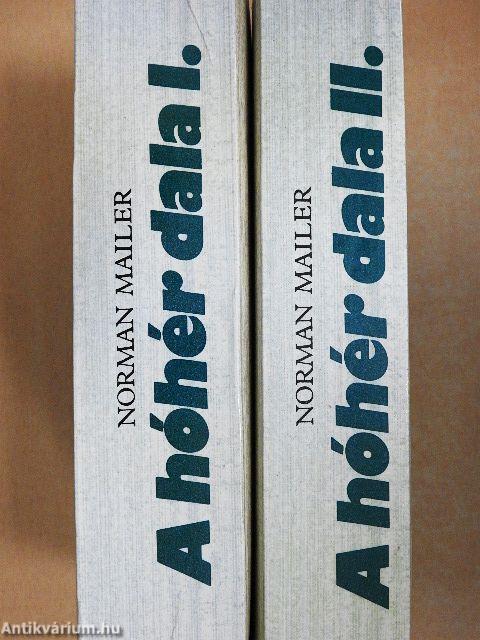 NORMAN MAILER
A hóhér dala I.
NORMAN MAILER
A hóhér dala II.
Antikvárium.hu